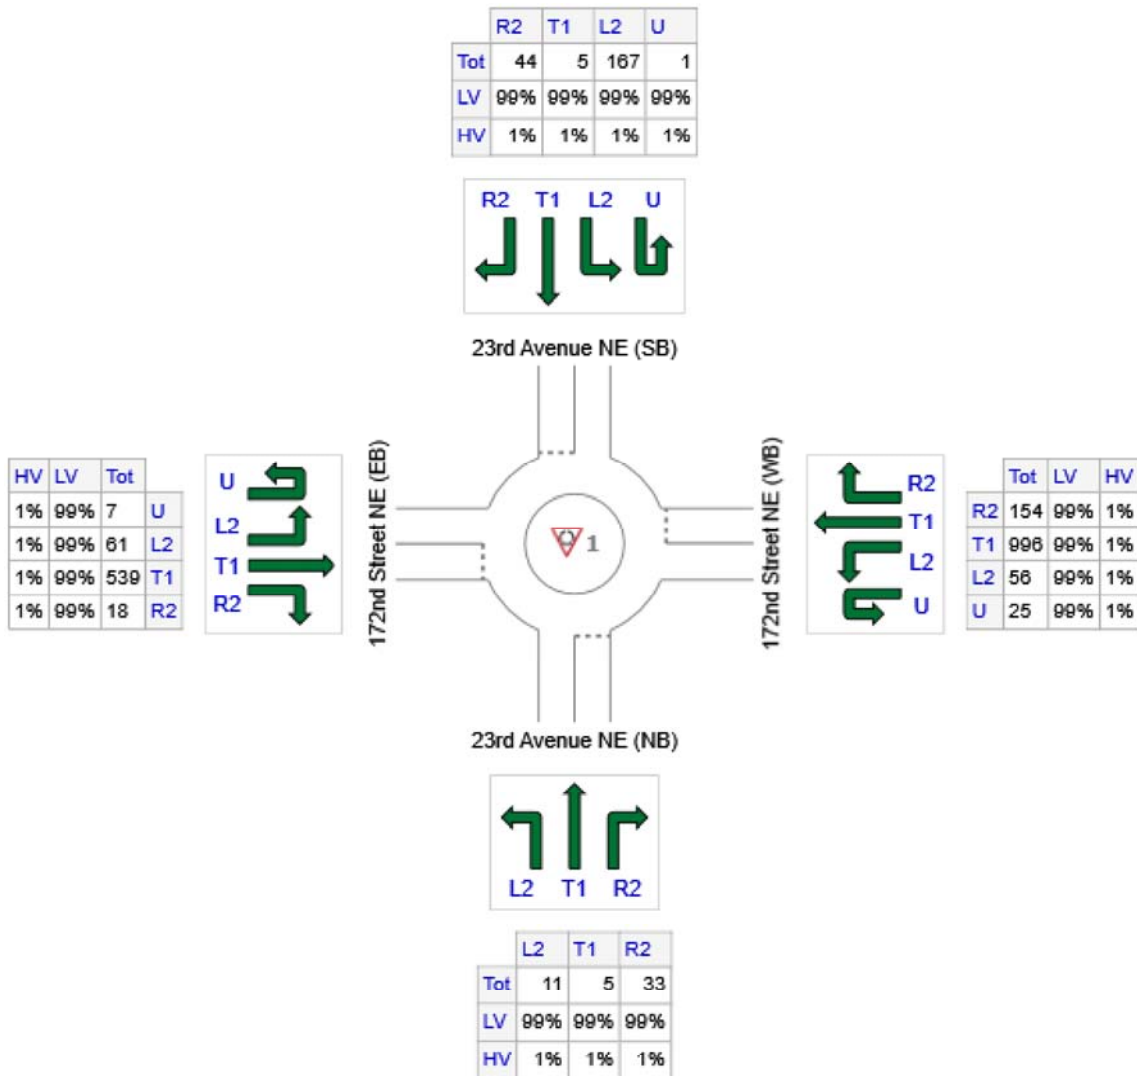 R2 T1 L2 U
Tot 44 5 167 1
LV 99% 99% 99% 99%
HV 1% 1% 1% 1%
R2 T1 L2 U
23rd Avenue NE (SB)
HV LV Tot
1% 99% 7 U
1% 99% 61 L2
1% 99% 539 T1
1% 99% 18 R2
U
L2
T1
R2
172nd Street NE (EB)
1
172nd Street NE (WB)
R2
T1
L2
U
Tot LV HV
R2 154 99% 1%
T1 996 99% 1%
L2 56 99% 1%
U 25 99% 1%
23rd Avenue NE (NB)
L2 T1 R2
L2 T1 R2
Tot 11 5 33
LV 99% 99% 99%
HV 1% 1% 1%